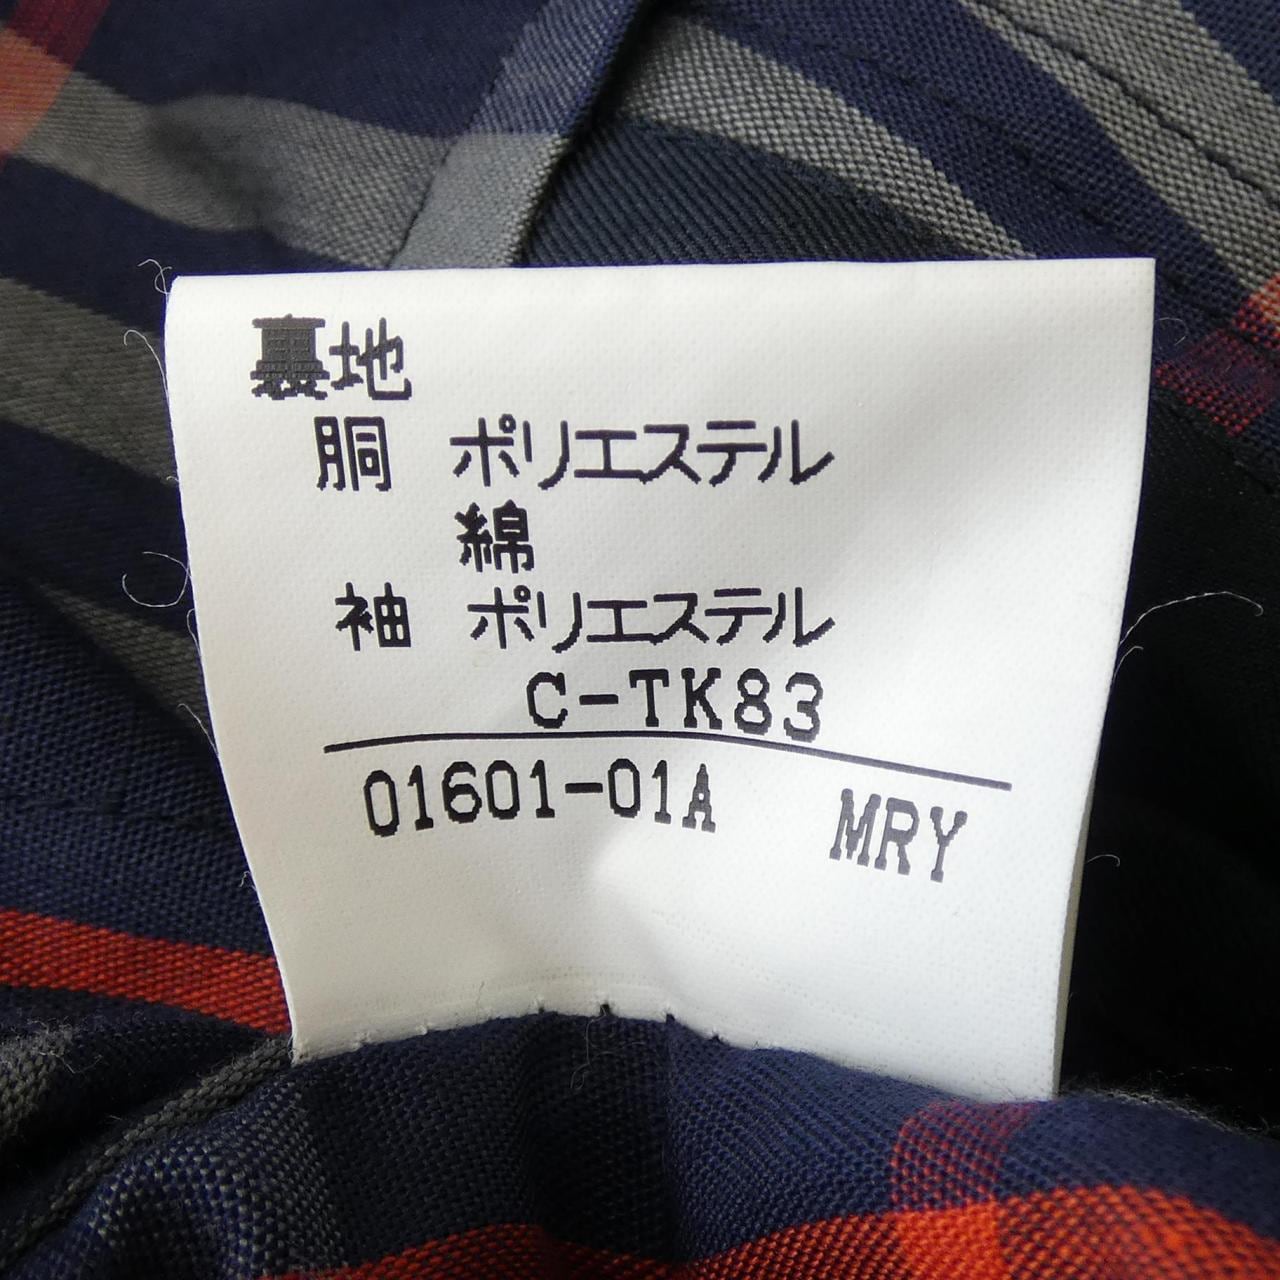 裏地
胴 ポリエステル
綿
袖 ポリエステル
C-TK83
01601-01A MRY